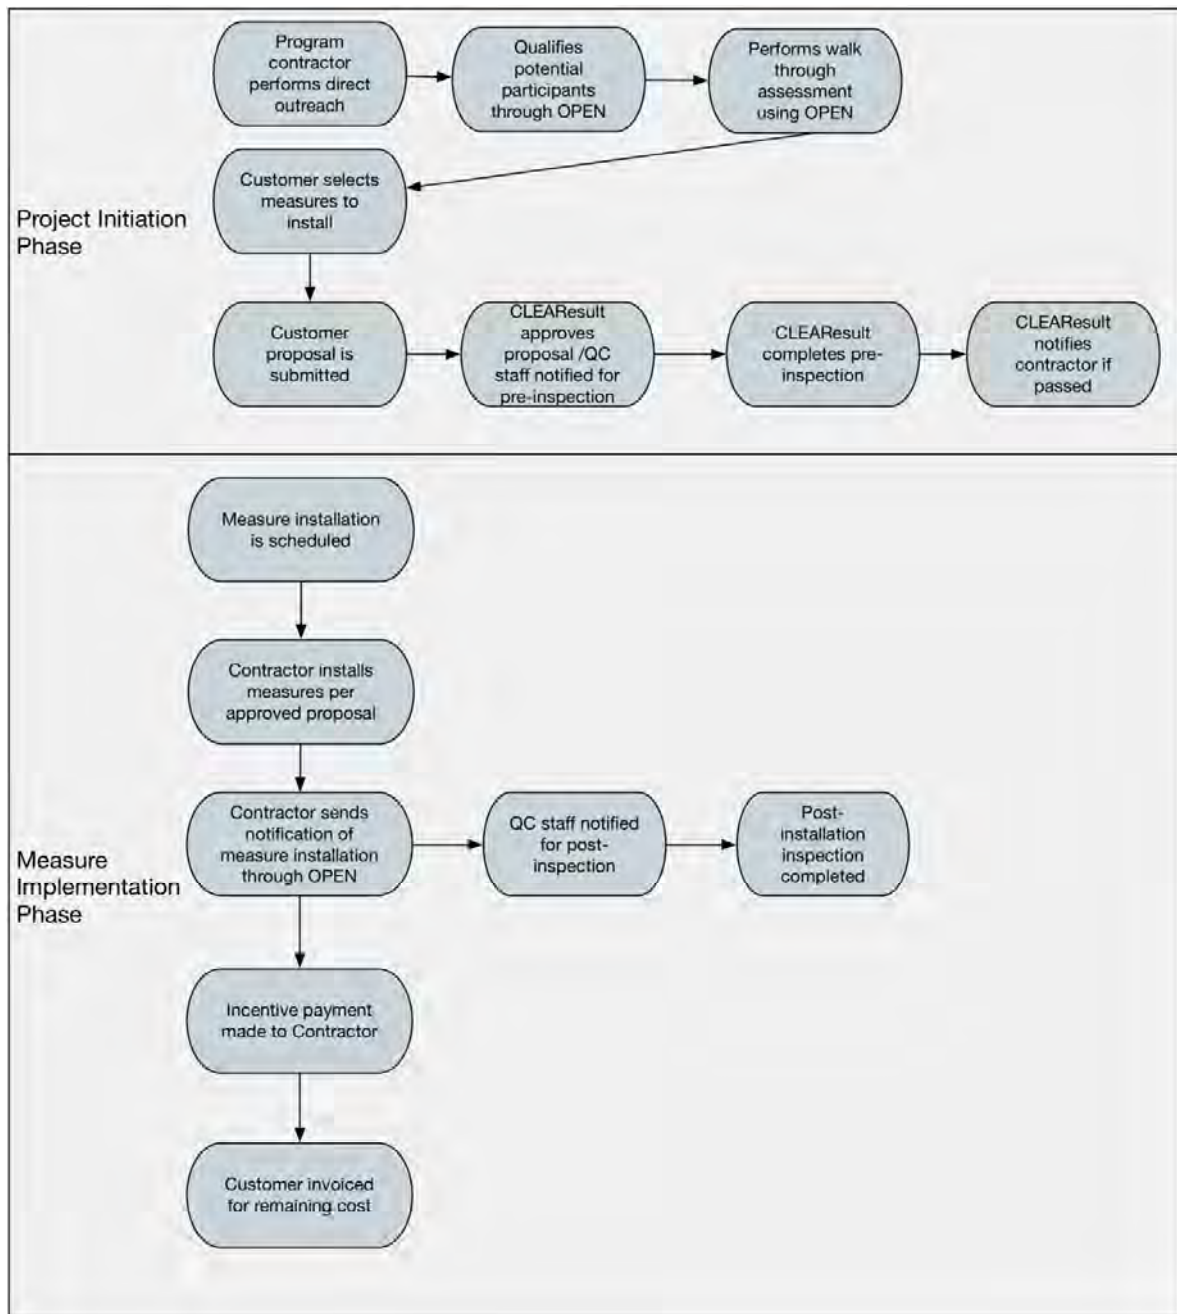 Program
contractor
performs direct
outreach
Qualifies
potential
participants
through OPEN
Performs walk
through
assessment
using OPEN
Customer selects
measures to
install
Project Initiation
Phase
Customer
proposal is
submitted
CLEAResult
approves
proposal /QC
staff notified for
pre-inspection
CLEAResult
completes pre-
inspection
CLEAResult
notifies
contractor if
passed
Measure installation
is scheduled
Contractor installs
measures per
approved proposal
Measure
Implementation
Phase
Contractor sends
notification of
measure installation
through OPEN
QC staff notified
for post-
inspection
Post-
installation
inspection
completed
Incentive payment
made to Contractor
Customer invoiced
for remaining cost